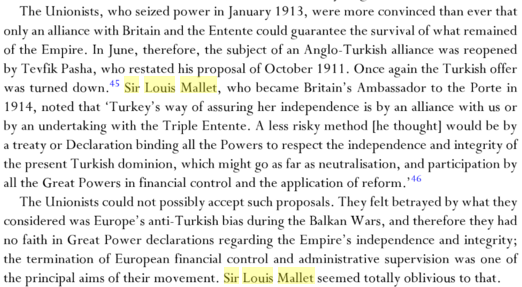 The Unionists, who seized power in January 1913, were more convinced than ever that
only an alliance with Britain and the Entente could guarantee the survival of what remained
of the Empire. In June, therefore, the subject of an Anglo-Turkish alliance was reopened
by Tevfik Pasha, who restated his proposal of October 1911. Once again the Turkish offer
was turned down.45 Sir Louis Mallet, who became Britain's Ambassador to the Porte in
1914, noted that 'Turkey's way of assuring her independence is by an alliance with us or
by an undertaking with the Triple Entente. A less risky method [he thought] would be by
a treaty or Declaration binding all the Powers to respect the independence and integrity of
the present Turkish dominion, which might go as far as neutralisation, and participation by
all the Great Powers in financial control and the application of reform.'46
The Unionists could not possibly accept such proposals. They felt betrayed by what they
considered was Europe's anti-Turkish bias during the Balkan Wars, and therefore they had
no faith in Great Power declarations regarding the Empire's independence and integrity;
the termination of European financial control and administrative supervision was one of
the principal aims of their movement. Sir Louis Mallet seemed totally oblivious to that.